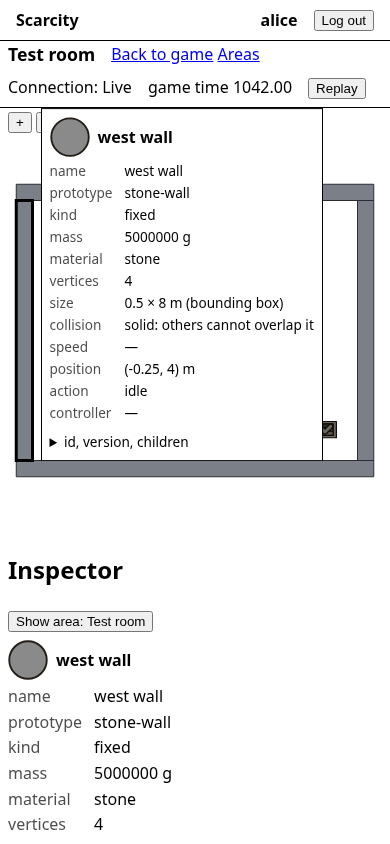 Scarcity alice Log out
Test room Back to game Areas
Connection: Live game time 1042.00 Replay
+
west wall
name west wall
prototype stone-wall
kind fixed
mass 5000000 g
material stone
vertices 4
size 0.5 × 8 m (bounding box)
collision solid: others cannot overlap it
speed —
position (-0.25, 4) m
action idle
controller —
▶ id, version, children
Inspector
Show area: Test room
west wall
name west wall
prototype stone-wall
kind fixed
mass 5000000 g
material stone
vertices 4